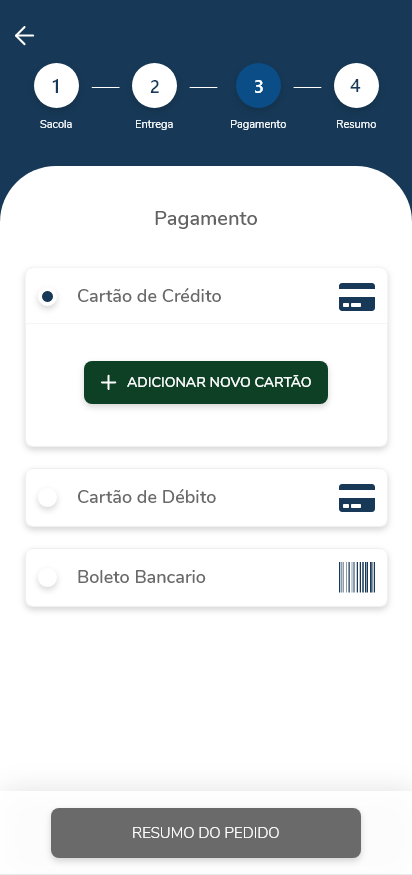 1 2 3 4
Sacola Entrega Pagamento Resumo
Pagamento
Cartão de Crédito
ADICIONAR NOVO CARTÃO
Cartão de Débito
Boleto Bancario
RESUMO DO PEDIDO